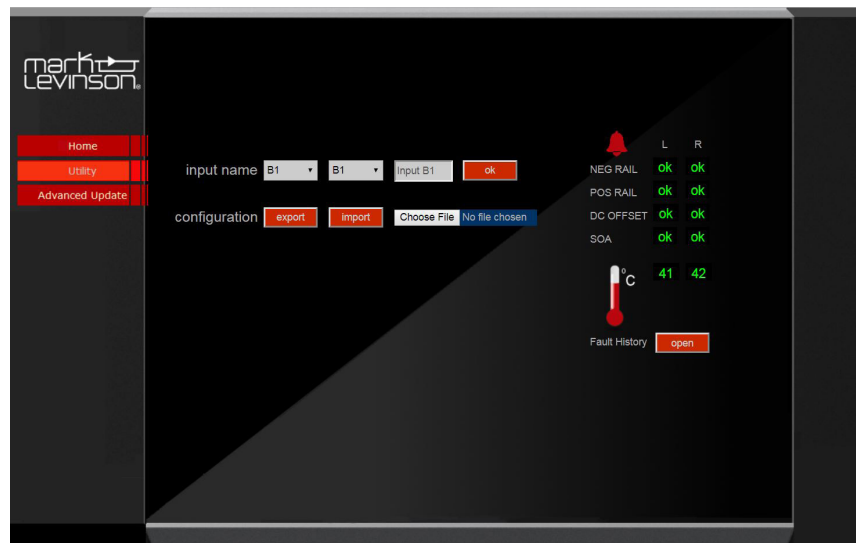 mark
Levinson®
Home
Utility
Advanced Update
input name B1 B1 Input B1 ok
configuration export import Choose File No file chosen
L R
NEG RAIL ok ok
POS RAIL ok ok
DC OFFSET ok ok
SOA ok ok
°C 41 42
Fault History open